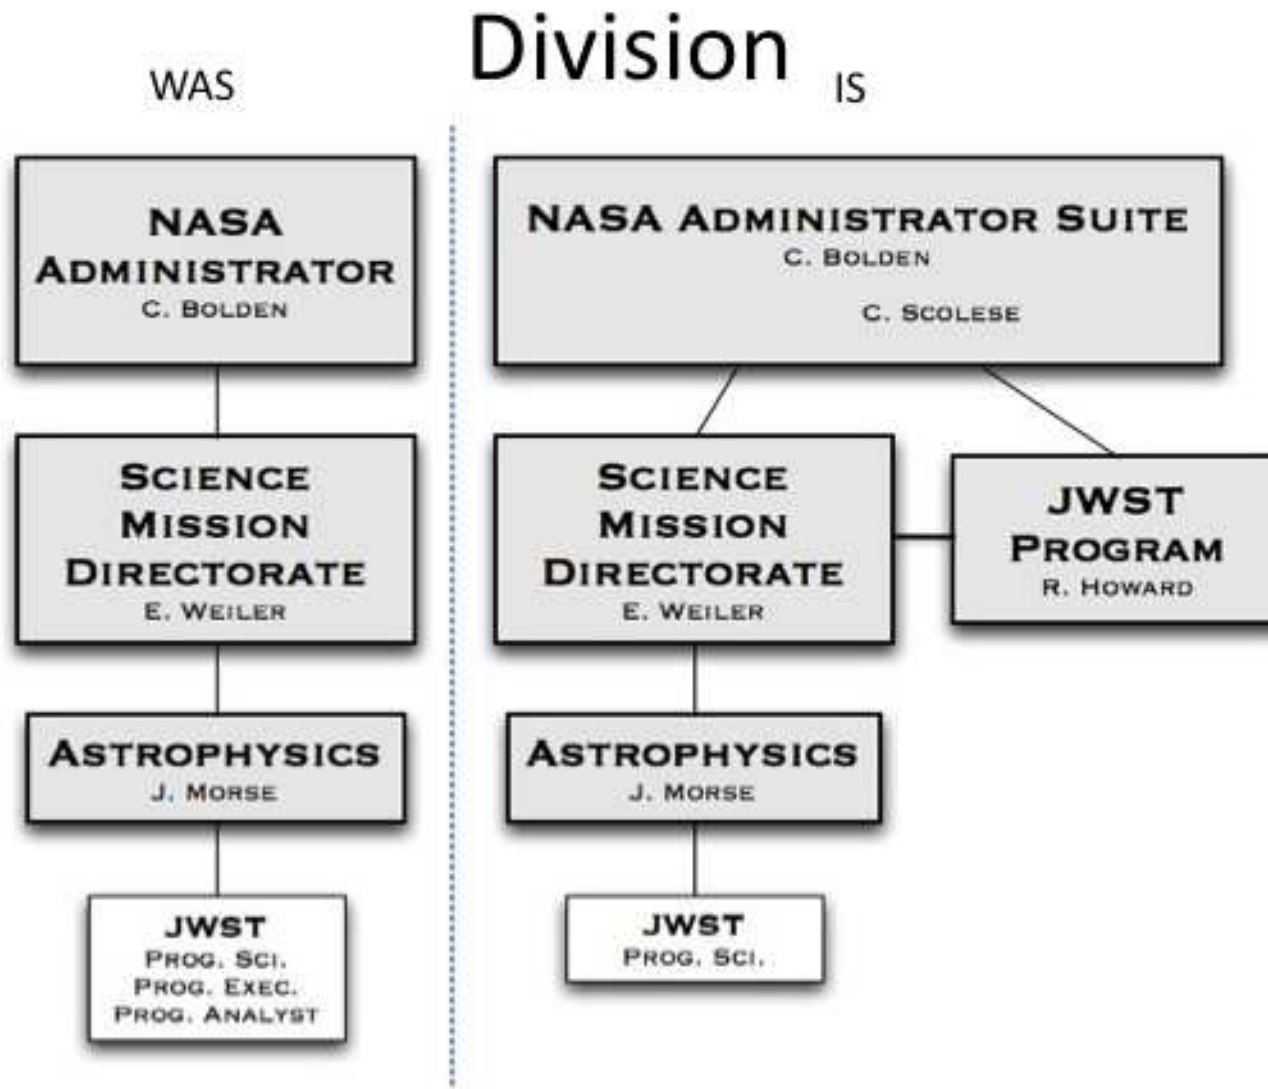 Division
WAS
IS
NASA
ADMINISTRATOR
C. BOLDEN
SCIENCE
MISSION
DIRECTORATE
E. WEILER
ASTROPHYSICS
J. MORSE
JWST
PROG. SCI.
PROG. EXEC.
PROG. ANALYST
NASA ADMINISTRATOR SUITE
C. BOLDEN
C. SCOLESE
SCIENCE
MISSION
DIRECTORATE
E. WEILER
JWST
PROGRAM
R. HOWARD
ASTROPHYSICS
J. MORSE
JWST
PROG. SCI.